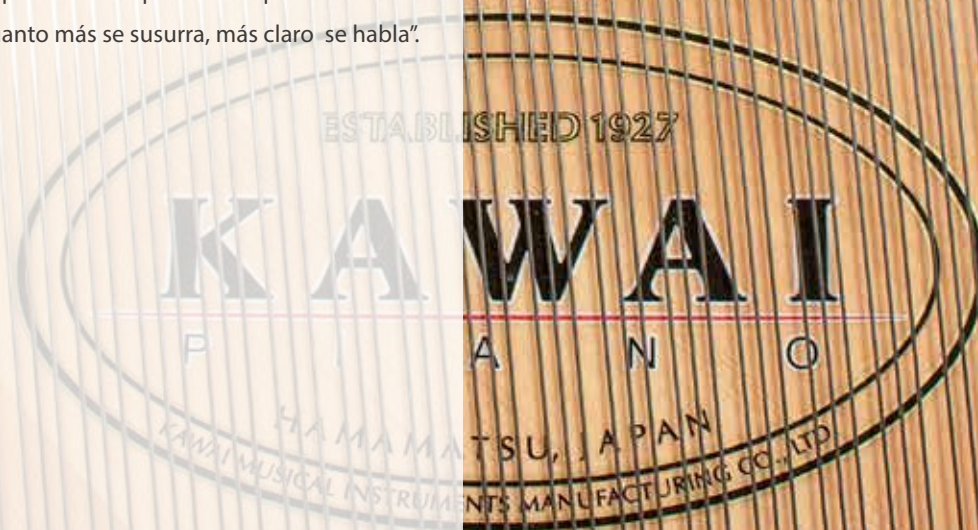 anto más se susurra, más claro se habla”.
ESTABLISHED 1927
KAWAI
PIANO
HAMAMATSU, JAPAN
KAWAI MUSICAL INSTRUMENTS MANUFACTURING CO., LTD